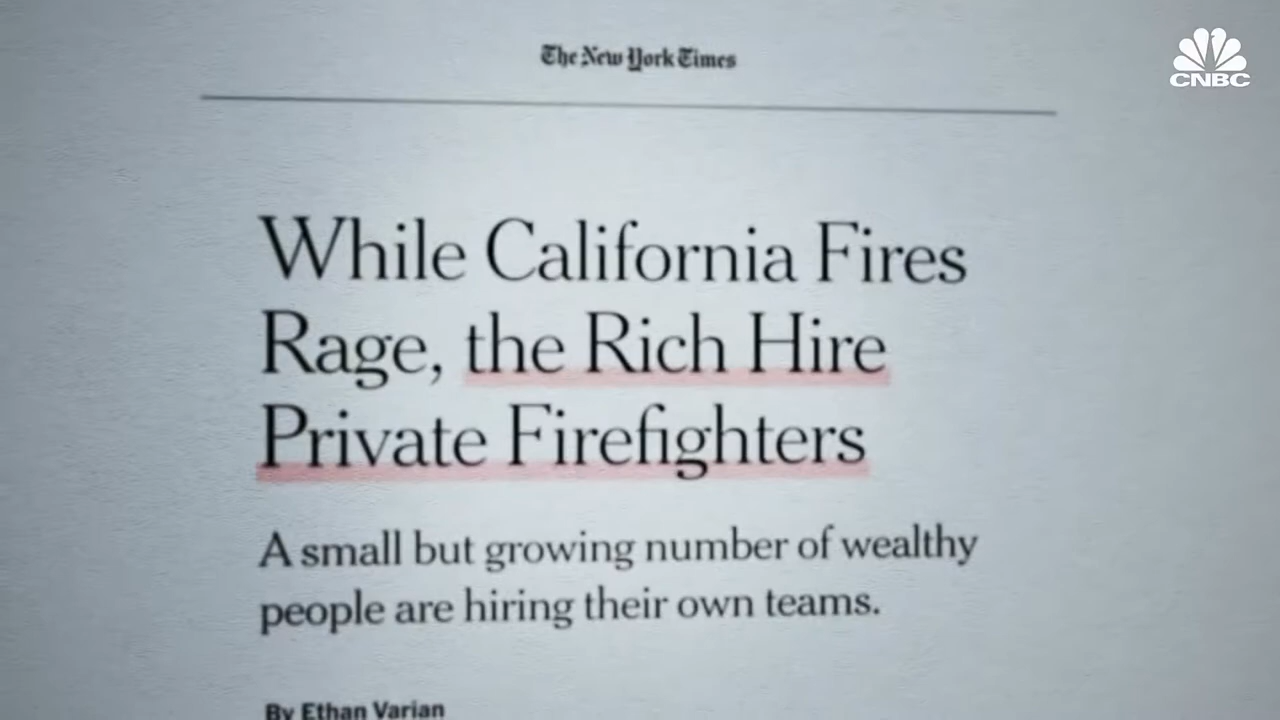 The New York Times
CNBC
While California Fires
Rage, the Rich Hire
Private Firefighters
A small but growing number of wealthy
people are hiring their own teams.
By Ethan Varian